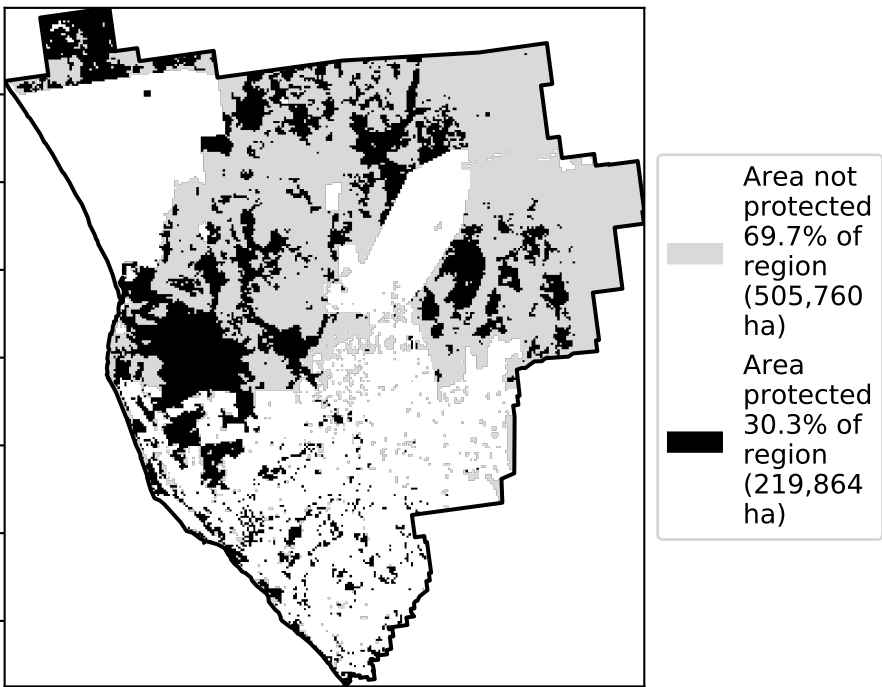 Area not
protected
69.7% of
region
(505,760
ha)
Area
protected
30.3% of
region
(219,864
ha)